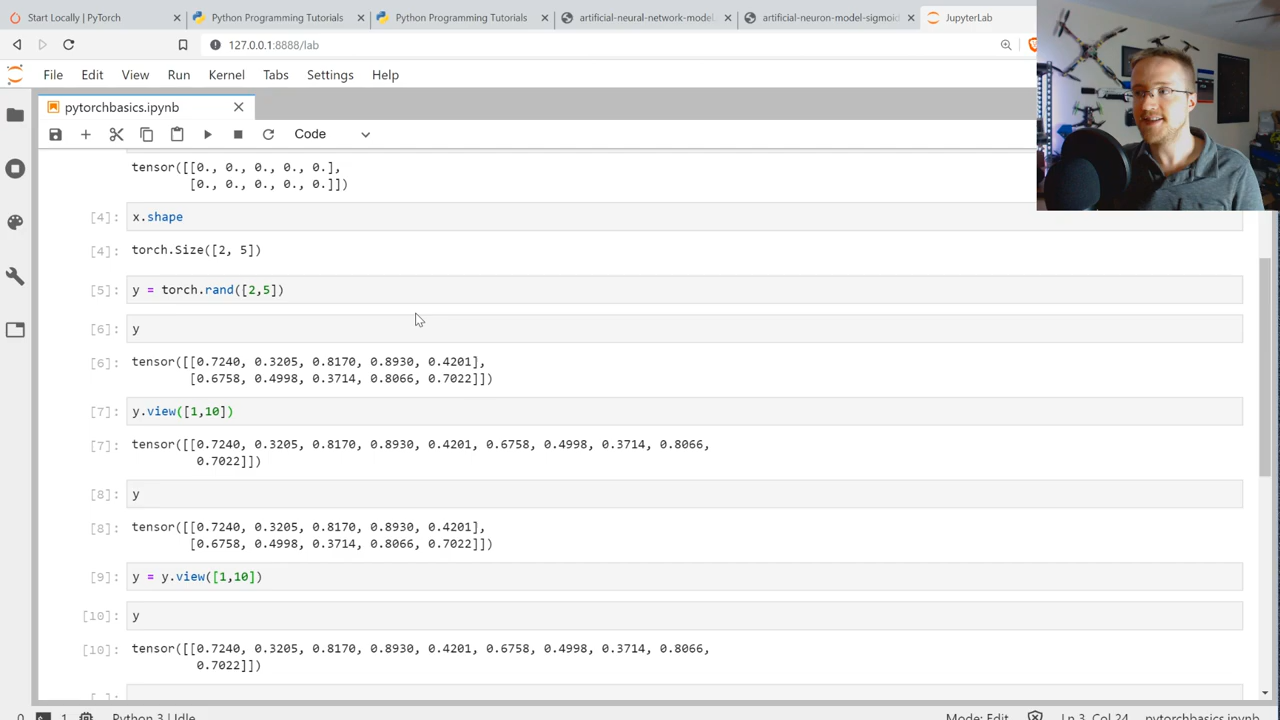 Start Locally | PyTorch
Python Programming Tutorials
Python Programming Tutorials
artificial-neural-network-model
artificial-neuron-model-sigmoid
JupyterLab
127.0.0.1:8888/lab
File Edit View Run Kernel Tabs Settings Help
pytorchbasics.ipynb
Code
tensor([[0., 0., 0., 0., 0.],
[0., 0., 0., 0., 0.]])
[4]: x.shape
[4]: torch.Size([2, 5])
[5]: y = torch.rand([2,5])
[6]: y
[6]: tensor([[0.7240, 0.3205, 0.8170, 0.8930, 0.4201],
[0.6758, 0.4998, 0.3714, 0.8066, 0.7022]])
[7]: y.view([1,10])
[7]: tensor([[0.7240, 0.3205, 0.8170, 0.8930, 0.4201, 0.6758, 0.4998, 0.3714, 0.8066,
0.7022]])
[8]: y
[8]: tensor([[0.7240, 0.3205, 0.8170, 0.8930, 0.4201],
[0.6758, 0.4998, 0.3714, 0.8066, 0.7022]])
[9]: y = y.view([1,10])
[10]: y
[10]: tensor([[0.7240, 0.3205, 0.8170, 0.8930, 0.4201, 0.6758, 0.4998, 0.3714, 0.8066,
0.7022]])
[ ]:
0 1 Python 3 | Idle Mode: Edit Ln 3, Col 24 pytorchbasics.ipynb